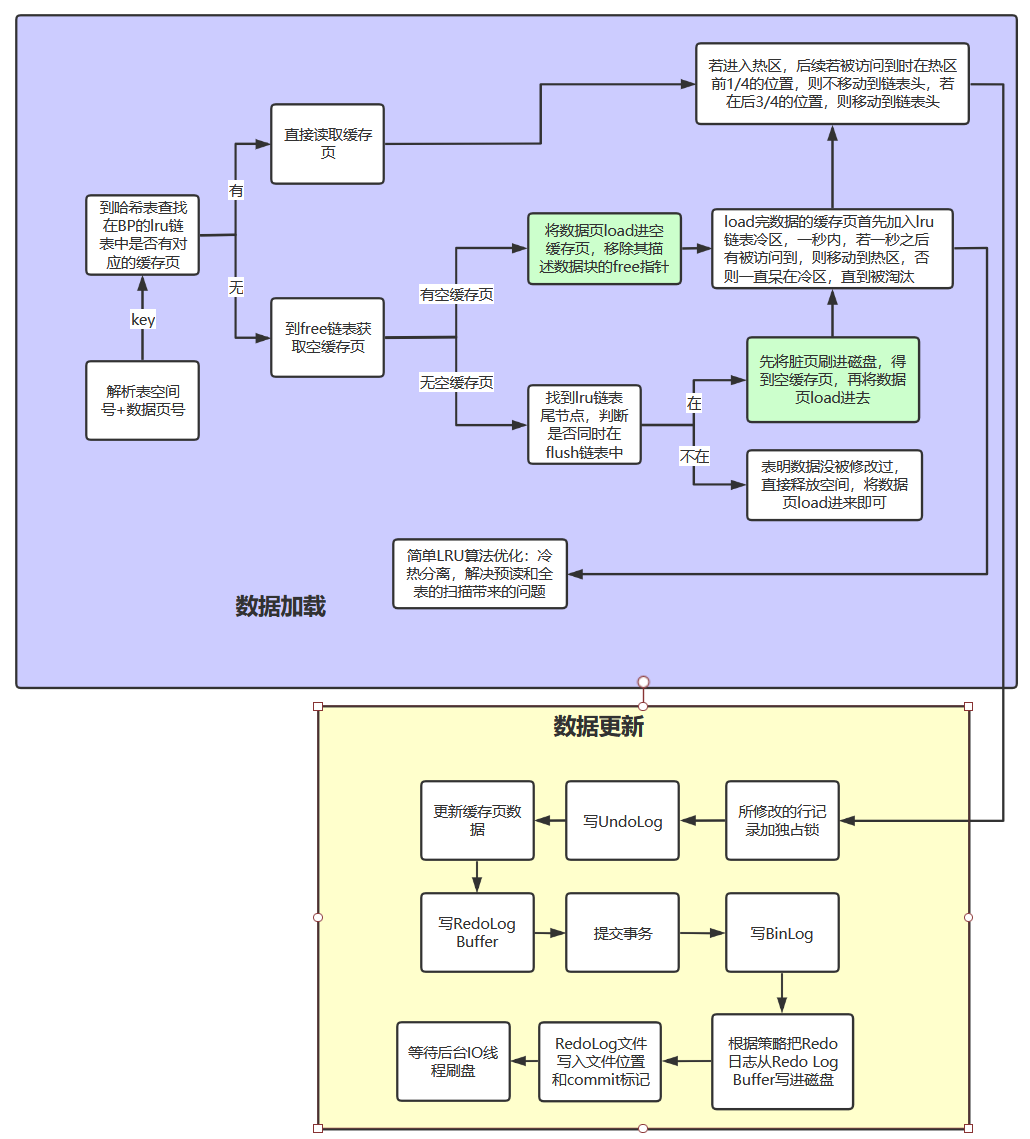 若进入热区，后续若被访问到时在热区
前1/4的位置，则不移动到链表头，若
在后3/4的位置，则移动到链表头
直接读取缓存
页
有
到哈希表查找
在BP的lru链
表中是否有对
应的缓存页
将数据页load进空
缓存页，移除其描
述数据块的free指针
load完数据的缓存页首先加入lru
链表冷区，一秒内，若一秒之后
有被访问到，则移动到热区，否
则一直呆在冷区，直到被淘汰
无
有空缓存页
key
到free链表获
取空缓存页
解析表空间
号+数据页号
无空缓存页
找到lru链表
尾节点，判断
是否同时在
flush链表中
在
先将脏页刷进磁盘，得
到空缓存页，再将数据
页load进去
不在
表明数据没被修改过，
直接释放空间，将数据
页load进来即可
简单LRU算法优化：冷
热分离，解决预读和全
表的扫描带来的问题
数据加载
数据更新
更新缓存页数
据
写UndoLog
所修改的行记
录加独占锁
写RedoLog
Buffer
提交事务
写BinLog
等待后台IO线
程刷盘
RedoLog文件
写入文件位置
和commit标记
根据策略把Redo
日志从Redo Log
Buffer写进磁盘